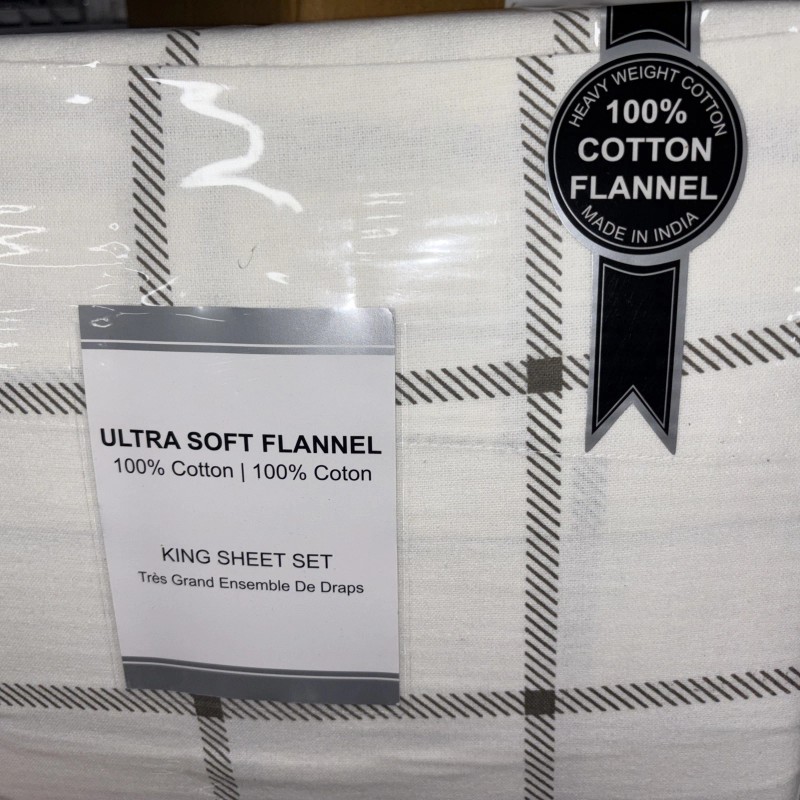 HEAVY WEIGHT COTTON
100%
COTTON
FLANNEL
MADE IN INDIA
ULTRA SOFT FLANNEL
100% Cotton | 100% Coton
KING SHEET SET
Très Grand Ensemble De Draps